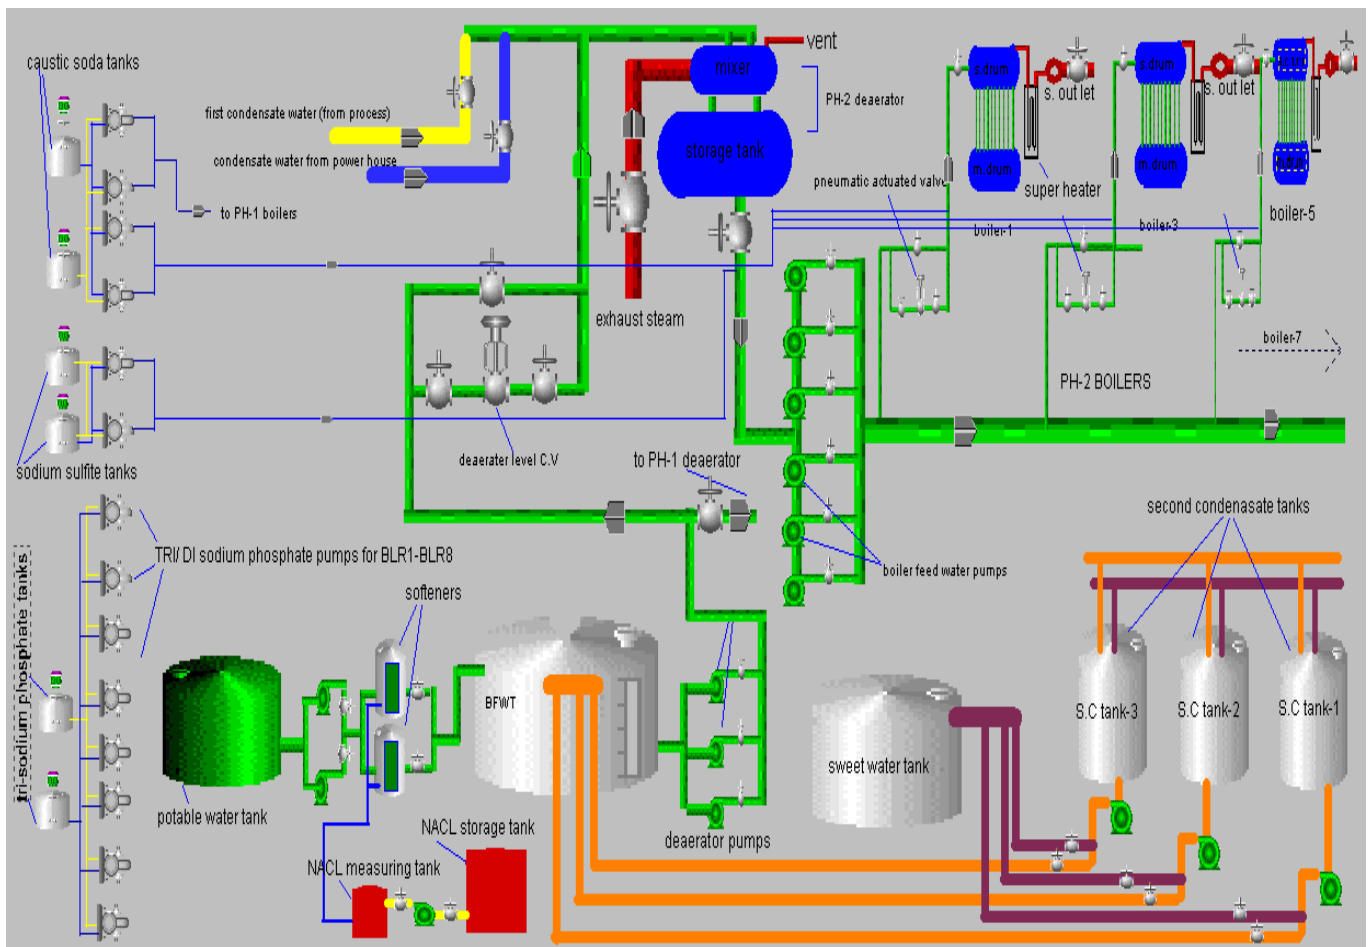 caustic soda tanks
vent
mixer
s.drum
s.drum
s.drum
s. out let
s. out let
PH-2 deaerator
first condensate water (from process)
condensate water from power house
storage tank
m.drum
m.drum
m.drum
pneumatic actuated valve
super heater
to PH-1 boilers
boiler-1
boiler-3
boiler-5
exhaust steam
boiler-7
PH-2 BOILERS
sodium sulfite tanks
deaerater level C.V
to PH-1 deaerator
second condenasate tanks
TRI/ DI sodium phosphate pumps for BLR1-BLR8
boiler feed water pumps
tri-sodium phosphate tanks
softeners
BFWT
S.C tank-3
S.C tank-2
S.C tank-1
sweet water tank
potable water tank
deaerator pumps
NACL storage tank
NACL measuring tank